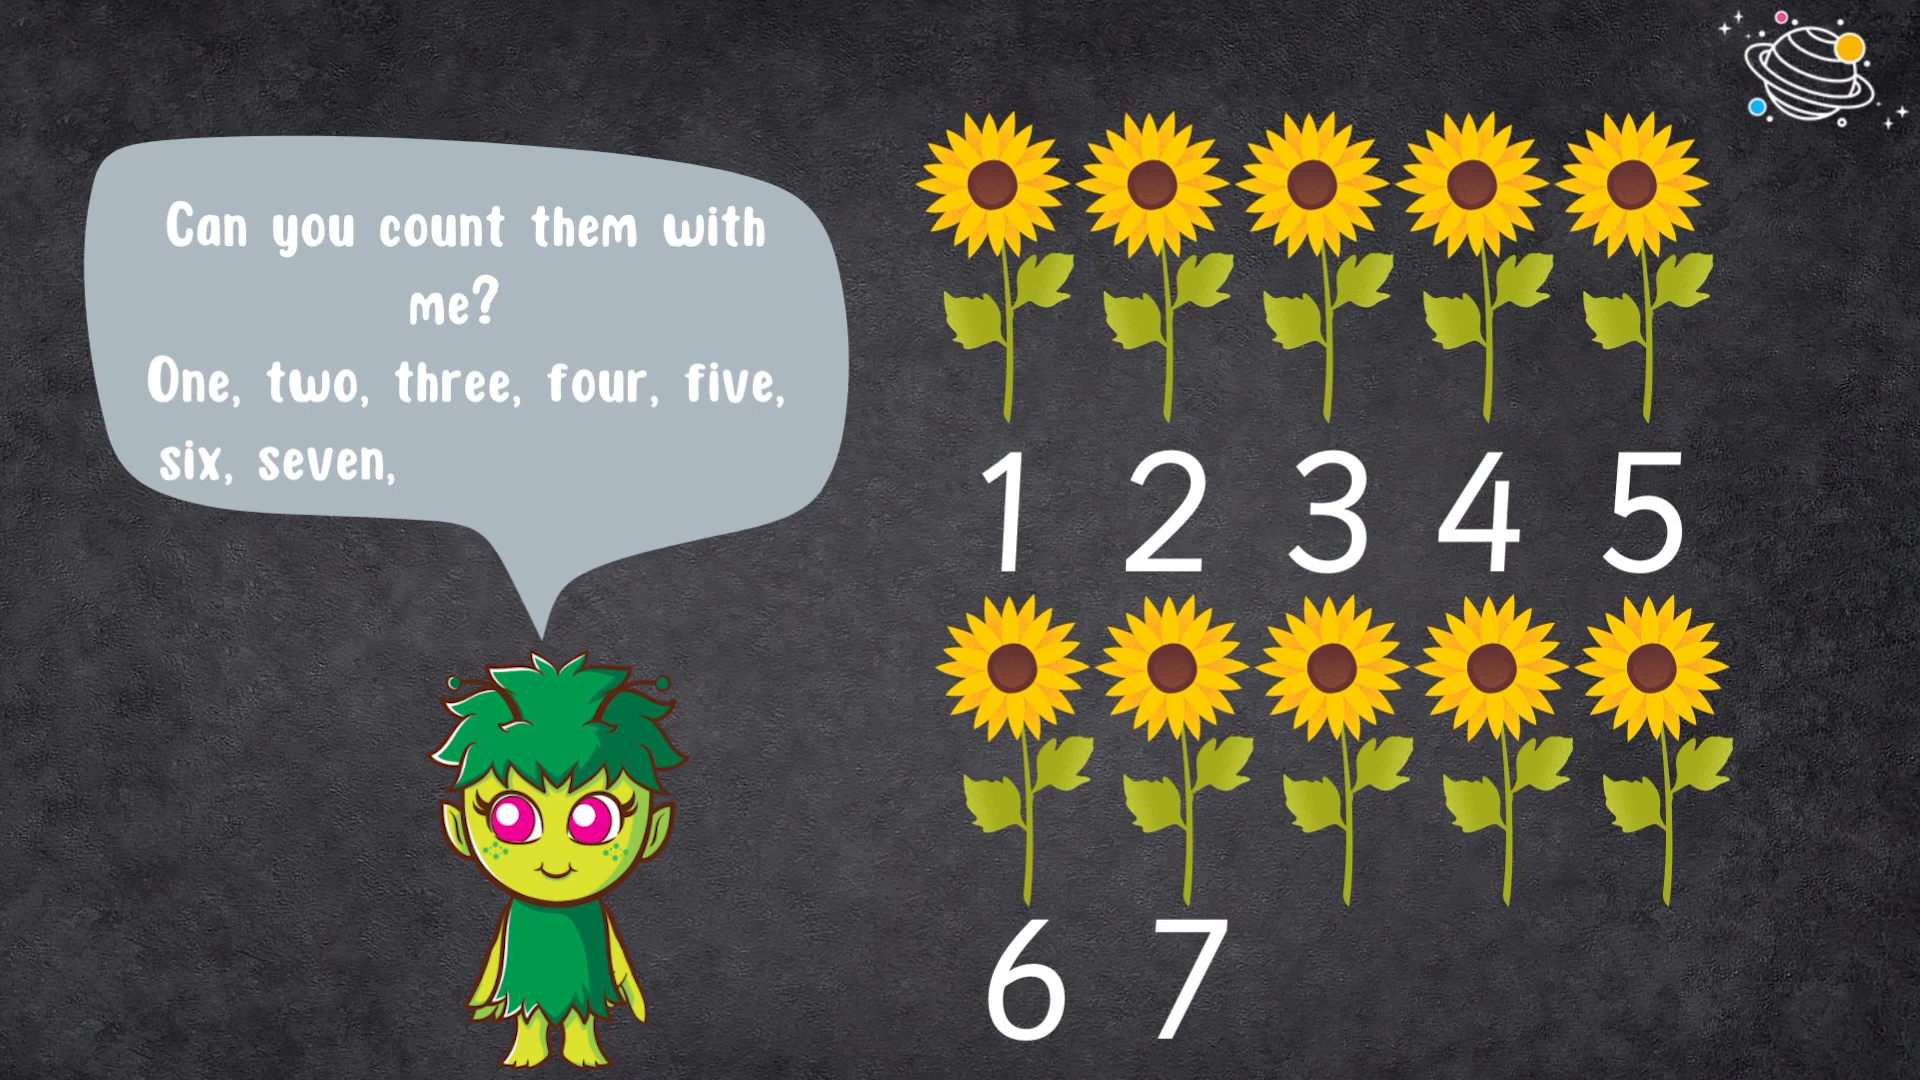 Can you count them with
me?
One, two, three, four, five,
six, seven,
1 2 3 4 5
6 7